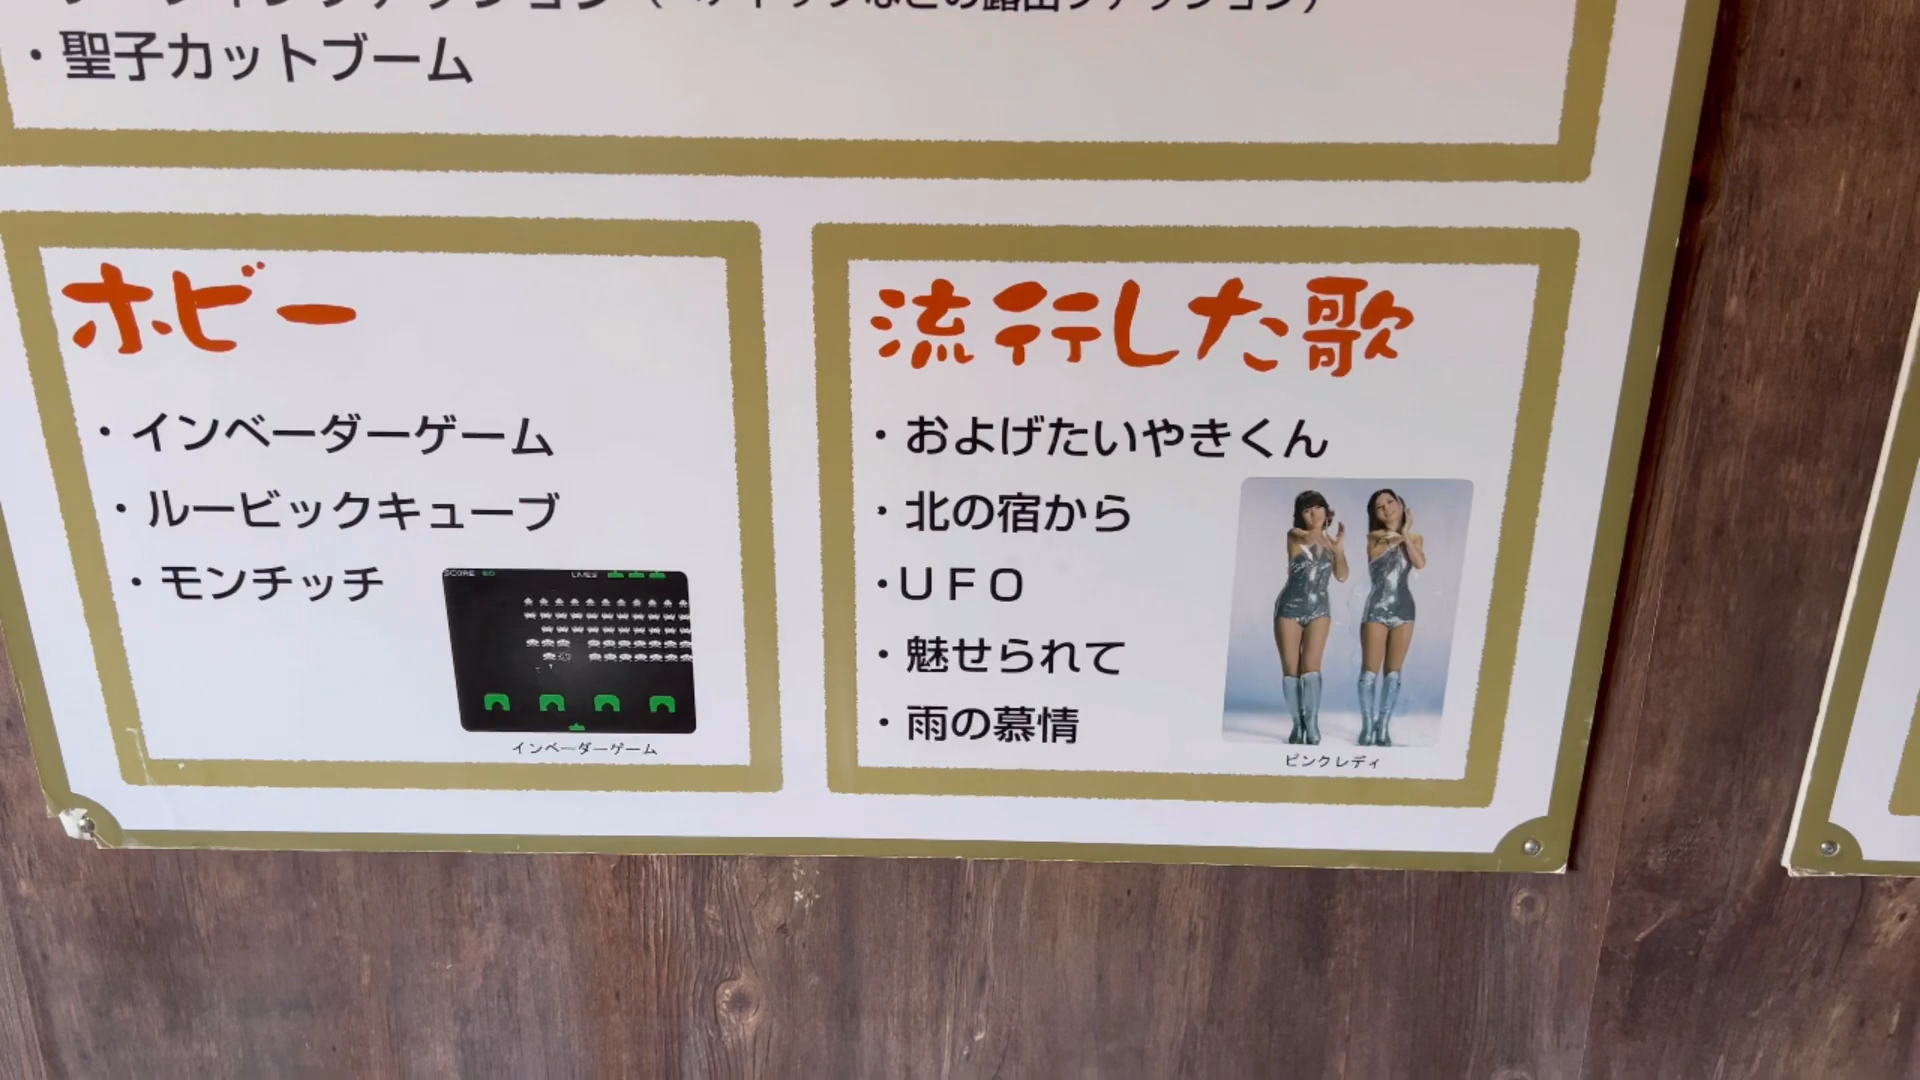 ・聖子カットブーム
ホビー
・インベーダーゲーム
・ルービックキューブ
・モンチッチ
SCORE
LIVES
インベーダーゲーム
流行した歌
・およげたいやきくん
・北の宿から
・UFO
・魅せられて
・雨の慕情
ピンクレディ